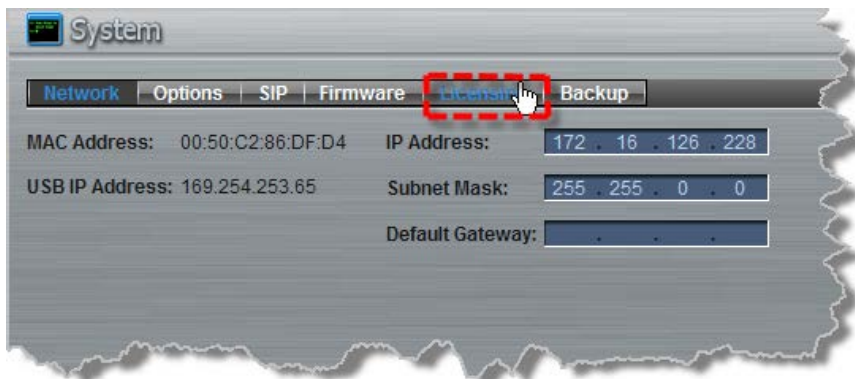 System
Network Options SIP Firmware Licensing Backup
MAC Address: 00:50:C2:86:DF:D4 IP Address: 172 . 16 . 126 . 228
USB IP Address: 169.254.253.65 Subnet Mask: 255 . 255 . 0 . 0
Default Gateway: . . .